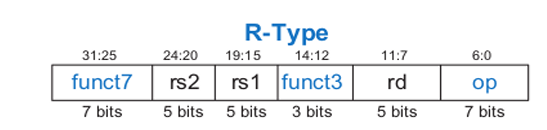 R-Type
31:25 24:20 19:15 14:12 11:7 6:0
funct7 rs2 rs1 funct3 rd op
7 bits 5 bits 5 bits 3 bits 5 bits 7 bits